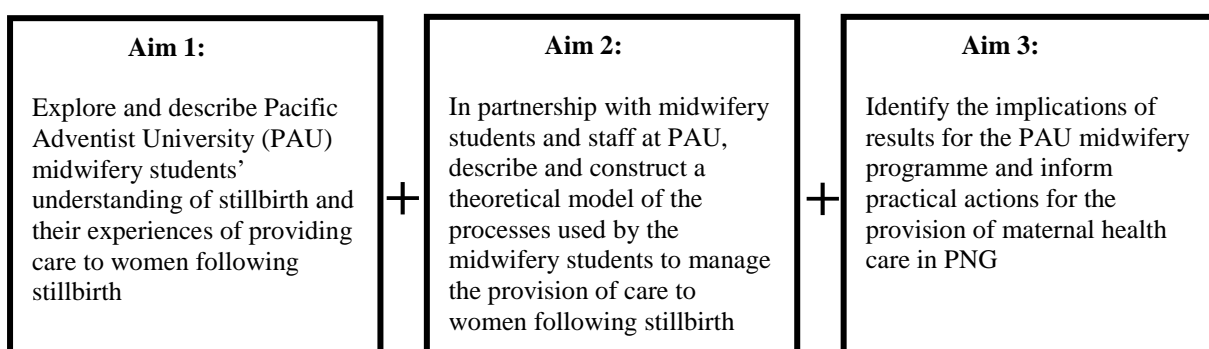 Aim 1:
Explore and describe Pacific
Adventist University (PAU)
midwifery students’
understanding of stillbirth and
their experiences of providing
care to women following
stillbirth
+
Aim 2:
In partnership with midwifery
students and staff at PAU,
describe and construct a
theoretical model of the
processes used by the
midwifery students to manage
the provision of care to
women following stillbirth
+
Aim 3:
Identify the implications of
results for the PAU midwifery
programme and inform
practical actions for the
provision of maternal health
care in PNG